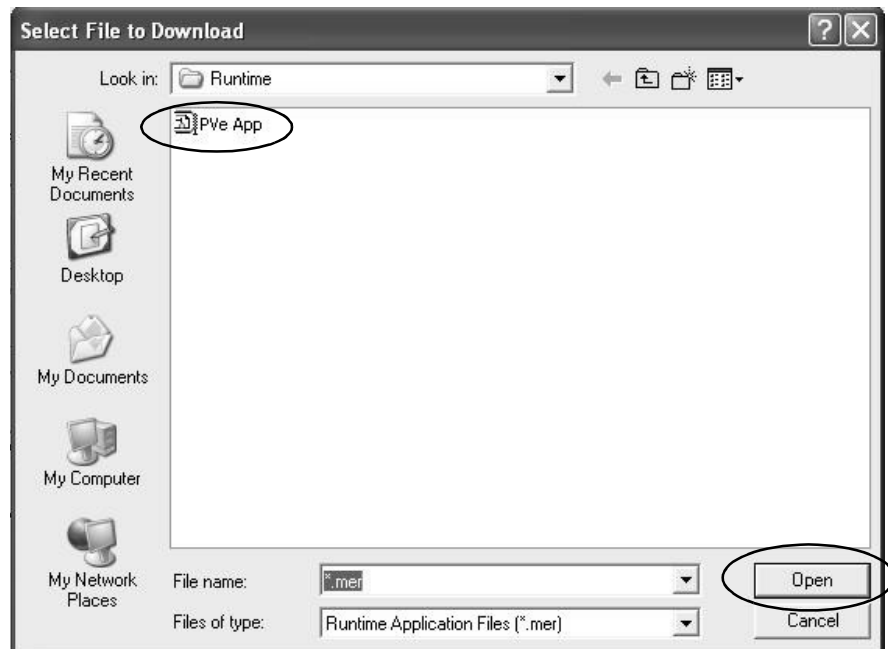 Select File to Download
Look in: Runtime
PVe App
My Recent
Documents
Desktop
My Documents
My Computer
My Network
Places
File name: *.mer Open
Files of type: Runtime Application Files (*.mer) Cancel